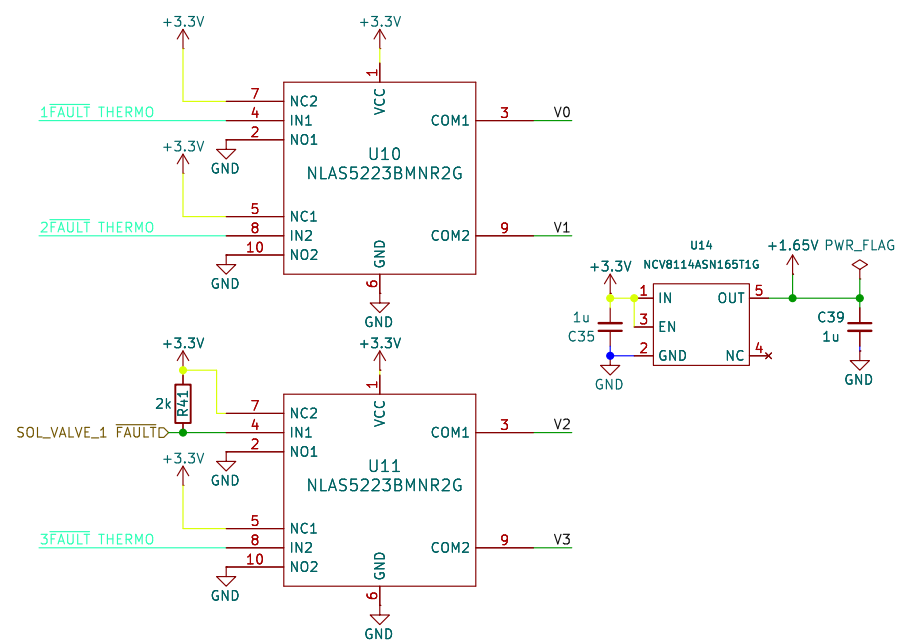 +3.3V
+3.3V
1FAULT THERMO
7 NC2
4 IN1
2 NO1
GND
1
VCC
COM1 3 V0
U10
NLAS5223BMNR2G
+3.3V
5 NC1
2FAULT THERMO
8 IN2
10 NO2
GND
COM2 9 V1
GND
6
GND
U14
NCV8114ASN165T1G
+3.3V
1 IN
3 EN
2 GND
OUT 5
NC 4
1u
C35
GND
+1.65V PWR_FLAG
C39
1u
GND
+3.3V
+3.3V
2k R41
SOL_VALVE_1 FAULT
7 NC2
4 IN1
2 NO1
GND
1
VCC
COM1 3 V2
U11
NLAS5223BMNR2G
+3.3V
5 NC1
3FAULT THERMO
8 IN2
10 NO2
GND
COM2 9 V3
GND
6
GND